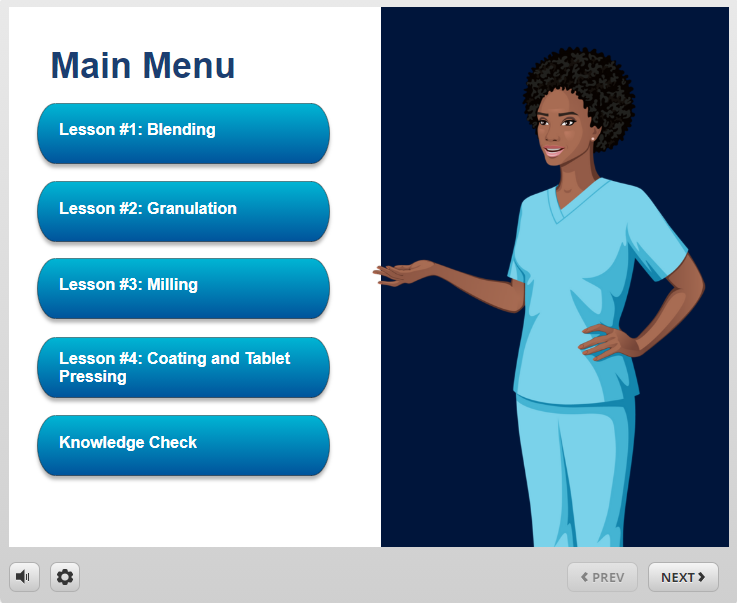 Main Menu
Lesson #1: Blending
Lesson #2: Granulation
Lesson #3: Milling
Lesson #4: Coating and Tablet
Pressing
Knowledge Check
PREV
NEXT